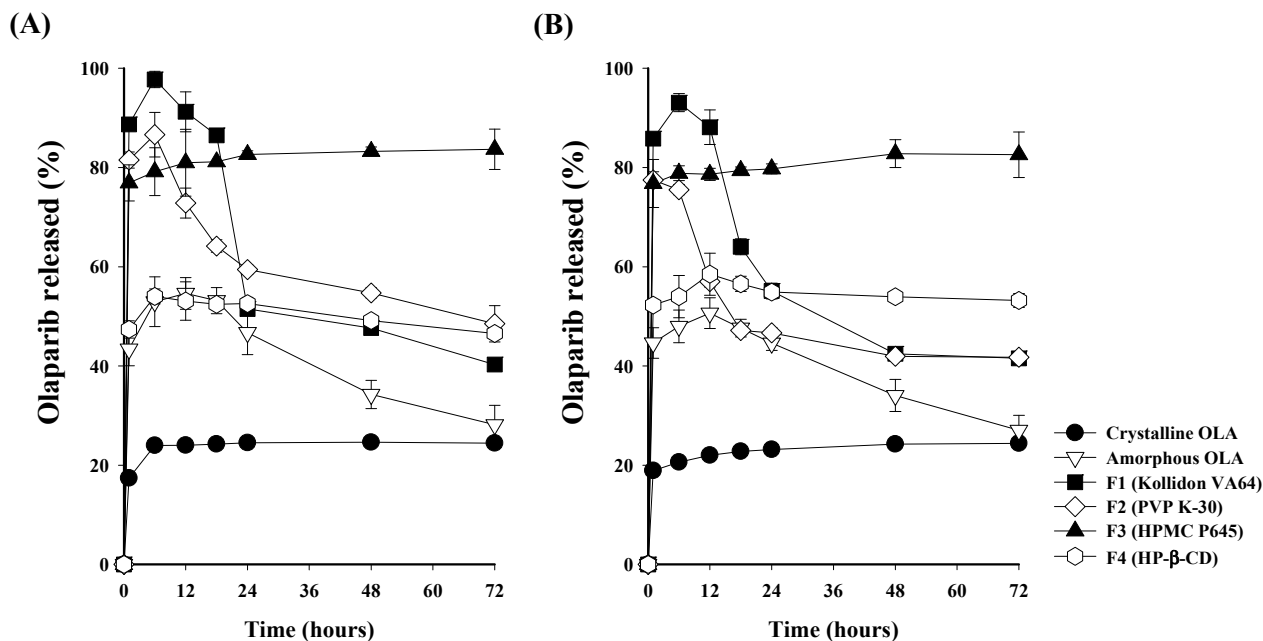 (A)
(B)
Olaparib released (%)
100
80
60
40
20
0
0 12 24 36 48 60 72
Time (hours)
Olaparib released (%)
100
80
60
40
20
0
0 12 24 36 48 60 72
Time (hours)
Crystalline OLA
Amorphous OLA
F1 (Kollidon VA64)
F2 (PVP K-30)
F3 (HPMC P645)
F4 (HP-β-CD)